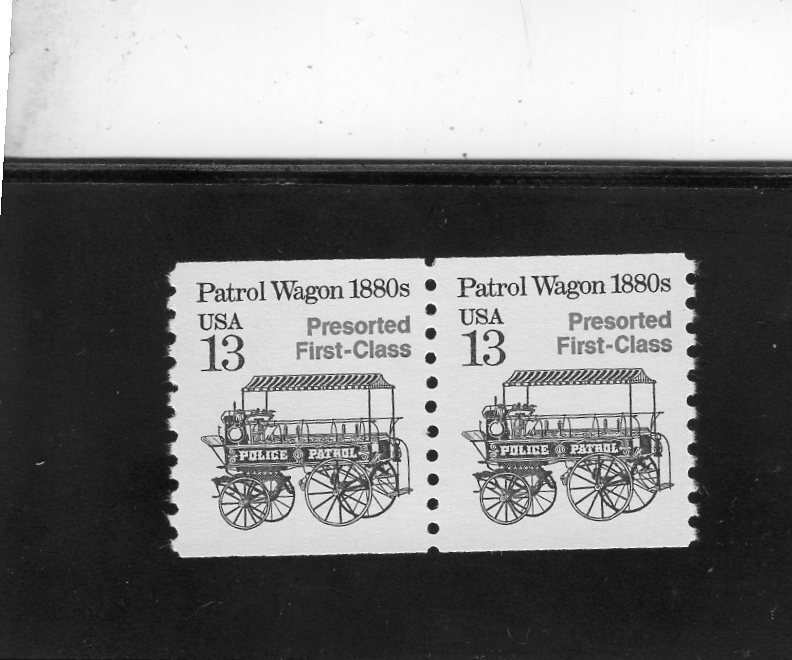 Patrol Wagon 1880s
USA
13
Presorted
First-Class
POLICE PATROL
Patrol Wagon 1880s
USA
13
Presorted
First-Class
POLICE PATROL